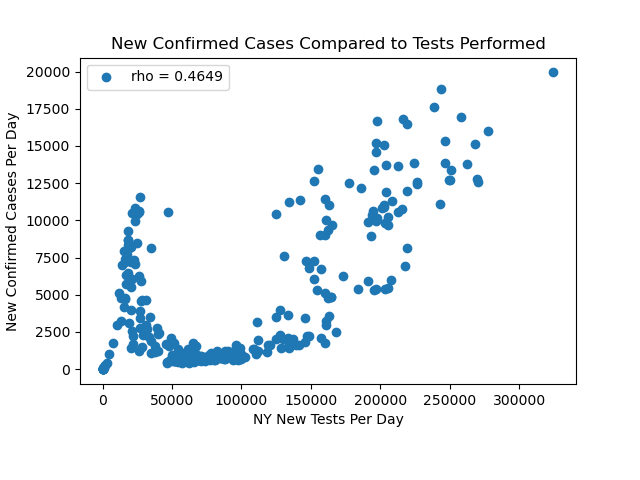 New Confirmed Cases Compared to Tests Performed
rho = 0.4649
20000
17500
15000
12500
10000
7500
5000
2500
0
New Confirmed Caeses Per Day
0 50000 100000 150000 200000 250000 300000
NY New Tests Per Day